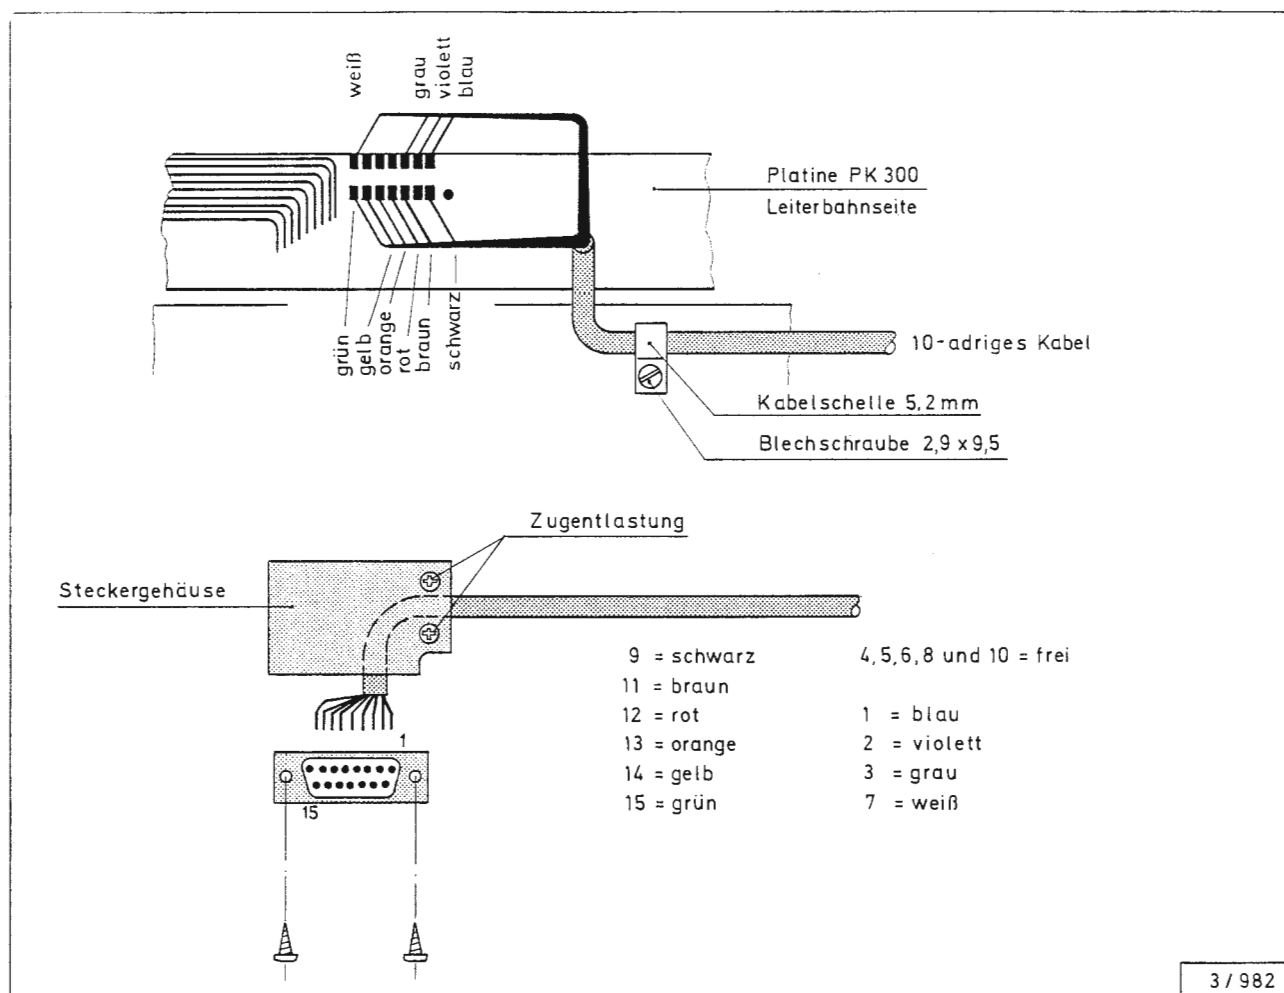 weiß
grau
violett
blau
Platine PK 300
Leiterbahnseite
grün
gelb
orange
rot
braun
schwarz
10-adriges Kabel
Kabelschelle 5,2 mm
Blechschraube 2,9 x 9,5
Zugentlastung
Steckergehäuse
9 = schwarz
11 = braun
12 = rot
13 = orange
14 = gelb
15 = grün
4,5,6,8 und 10 = frei
1 = blau
2 = violett
3 = grau
7 = weiß
1
15
3 / 982